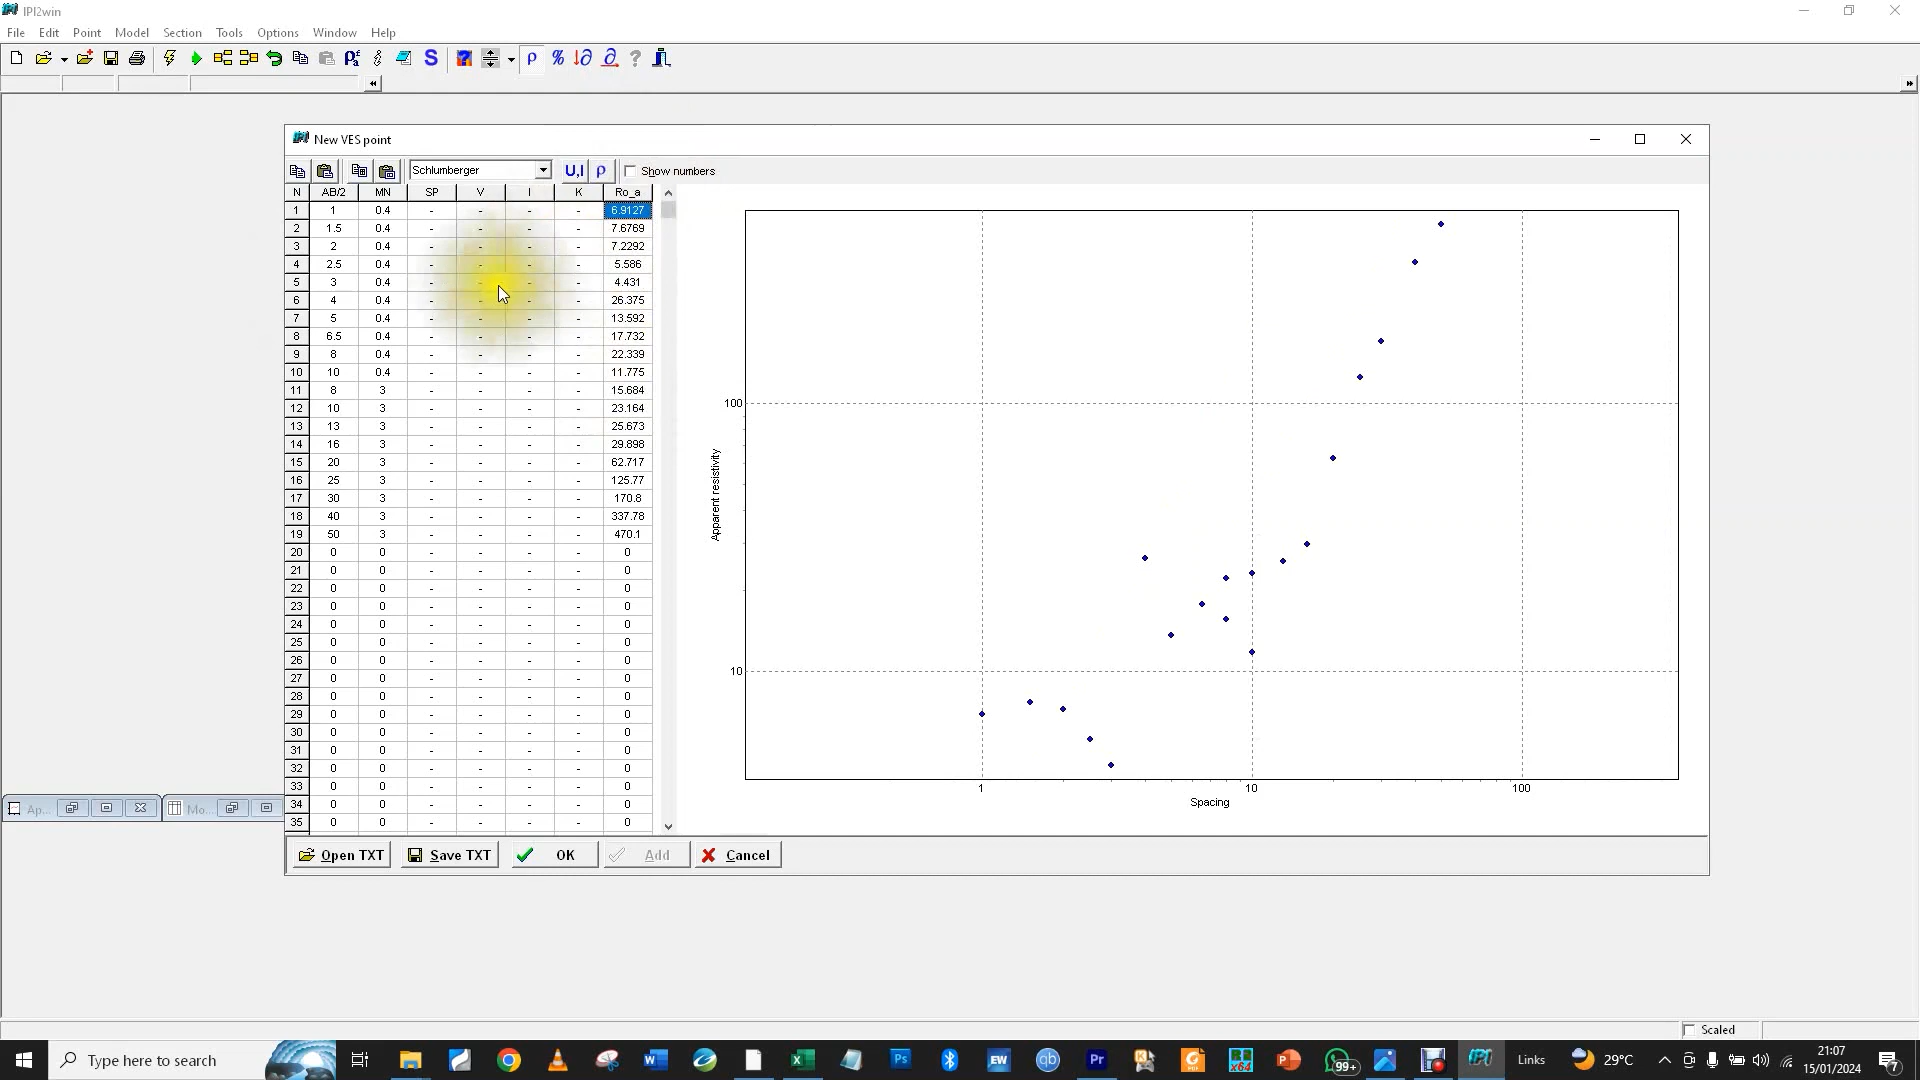 IPI2win
File Edit Point Model Section Tools Options Window Help
New VES point
Schlumberger U,I ρ Show numbers
N AB/2 MN SP V I K Ro_a
1 1 0.4 - - - - 6.9127
2 1.5 0.4 - - - - 7.6769
3 2 0.4 - - - - 7.2292
4 2.5 0.4 - - - - 5.586
5 3 0.4 - - - - 4.431
6 4 0.4 - - - - 26.375
7 5 0.4 - - - - 13.592
8 6.5 0.4 - - - - 17.732
9 8 0.4 - - - - 22.339
10 10 0.4 - - - - 11.775
11 8 3 - - - - 15.684
12 10 3 - - - - 23.164
13 13 3 - - - - 25.673
14 16 3 - - - - 29.898
15 20 3 - - - - 62.717
16 25 3 - - - - 125.77
17 30 3 - - - - 170.8
18 40 3 - - - - 337.78
19 50 3 - - - - 470.1
20 0 0 - - - - 0
21 0 0 - - - - 0
22 0 0 - - - - 0
23 0 0 - - - - 0
24 0 0 - - - - 0
25 0 0 - - - - 0
26 0 0 - - - - 0
27 0 0 - - - - 0
28 0 0 - - - - 0
29 0 0 - - - - 0
30 0 0 - - - - 0
31 0 0 - - - - 0
32 0 0 - - - - 0
33 0 0 - - - - 0
34 0 0 - - - - 0
35 0 0 - - - - 0
100
10
Apparent resistivity
1 10 100
Spacing
Ap... Mo...
Open TXT Save TXT OK Add Cancel
Scaled
Type here to search
Links 29°C 21:07
15/01/2024
99+
7